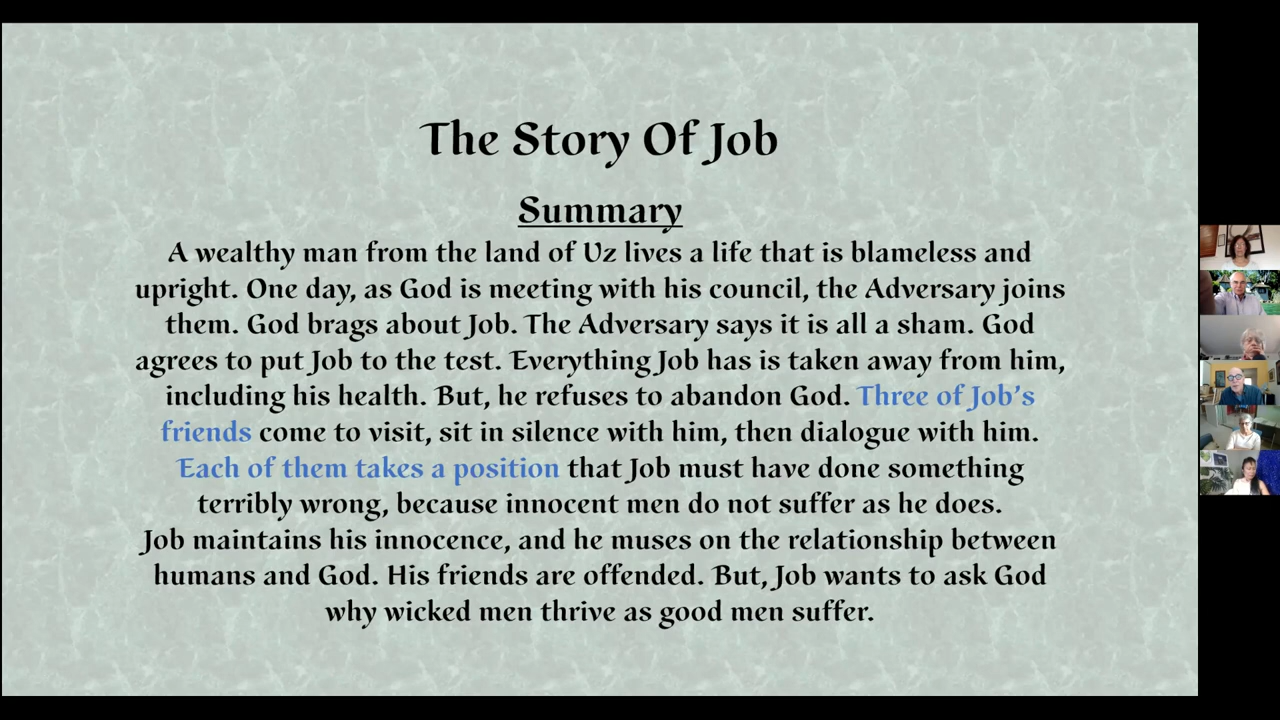 The Story Of Job
Summary
A wealthy man from the land of Uz lives a life that is blameless and
upright. One day, as God is meeting with his council, the Adversary joins
them. God brags about Job. The Adversary says it is all a sham. God
agrees to put Job to the test. Everything Job has is taken away from him,
including his health. But, he refuses to abandon God. Three of Job’s
friends come to visit, sit in silence with him, then dialogue with him.
Each of them takes a position that Job must have done something
terribly wrong, because innocent men do not suffer as he does.
Job maintains his innocence, and he muses on the relationship between
humans and God. His friends are offended. But, Job wants to ask God
why wicked men thrive as good men suffer.